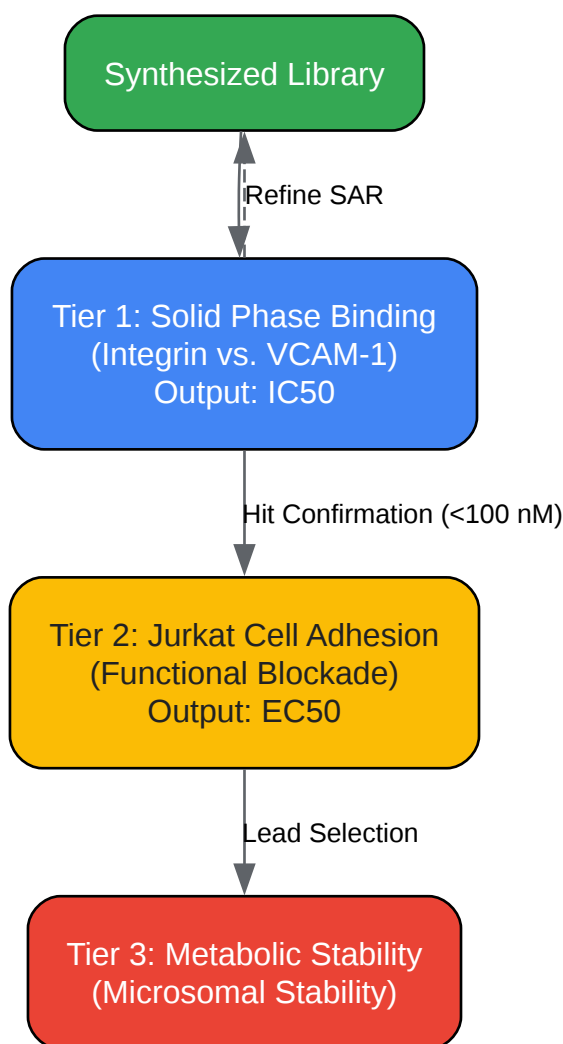 Synthesized Library
Refine SAR
Tier 1: Solid Phase Binding
(Integrin vs. VCAM-1)
Output: IC50
Hit Confirmation (<100 nM)
Tier 2: Jurkat Cell Adhesion
(Functional Blockade)
Output: EC50
Lead Selection
Tier 3: Metabolic Stability
(Microsomal Stability)